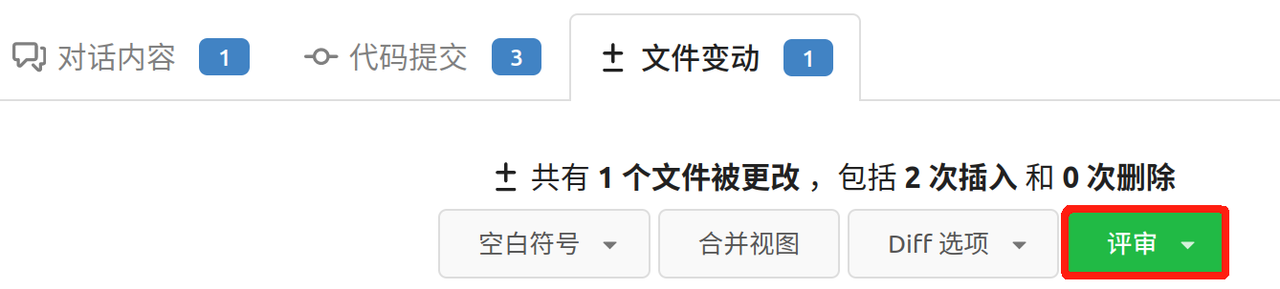 对话内容 1 代码提交 3 ± 文件变动 1
± 共有 1 个文件被更改，包括 2 次插入 和 0 次删除
空白符号 合并视图 Diff 选项 评审